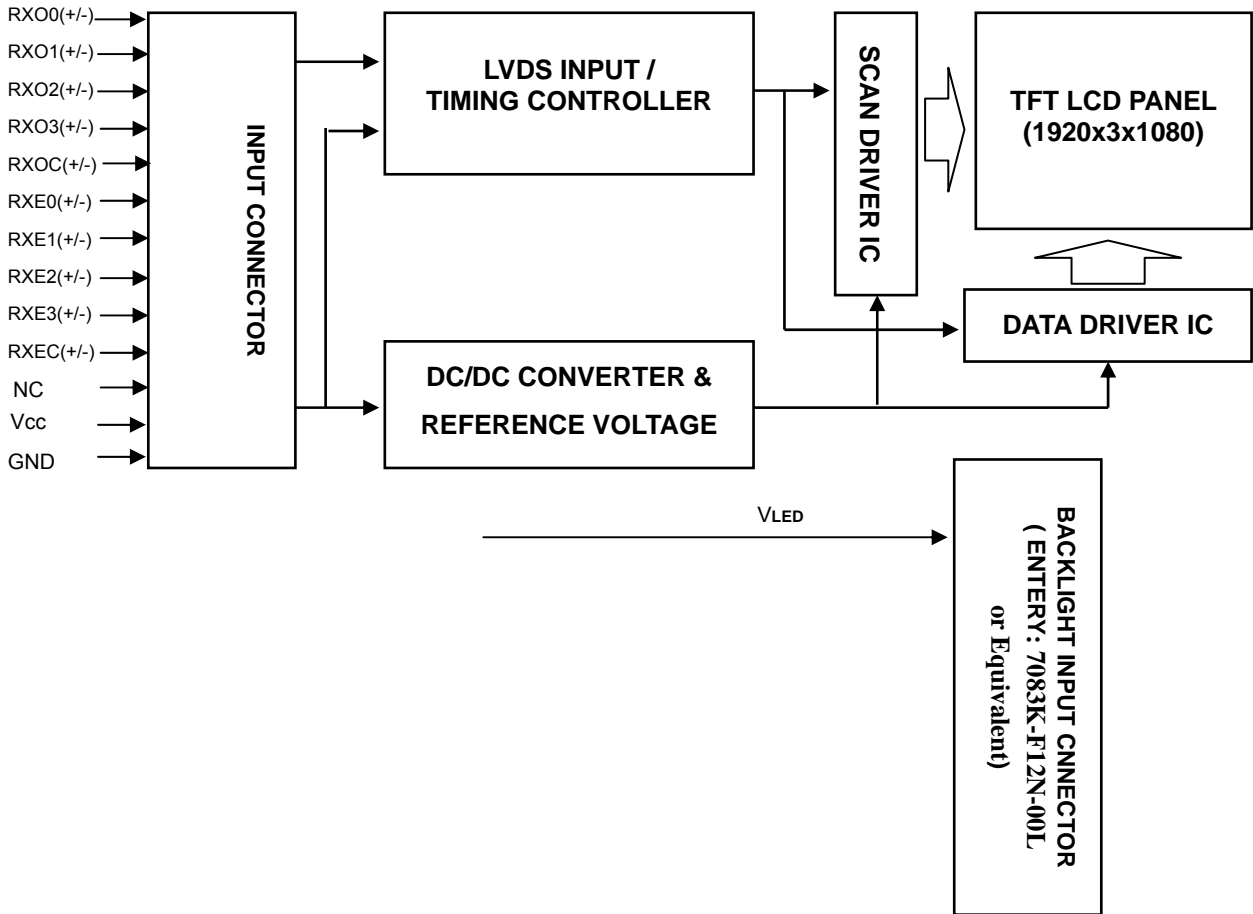 RXO0(+/-)
RXO1(+/-)
RXO2(+/-)
RXO3(+/-)
RXOC(+/-)
RXE0(+/-)
RXE1(+/-)
RXE2(+/-)
RXE3(+/-)
RXEC(+/-)
NC
Vcc
GND
INPUT CONNECTOR
LVDS INPUT /
TIMING CONTROLLER
SCAN DRIVER IC
TFT LCD PANEL
(1920x3x1080)
DATA DRIVER IC
DC/DC CONVERTER &
REFERENCE VOLTAGE
VLED
BACKLIGHT INPUT CNNECTOR
( ENTERY: 7083K-F12N-00L
or Equivalent)